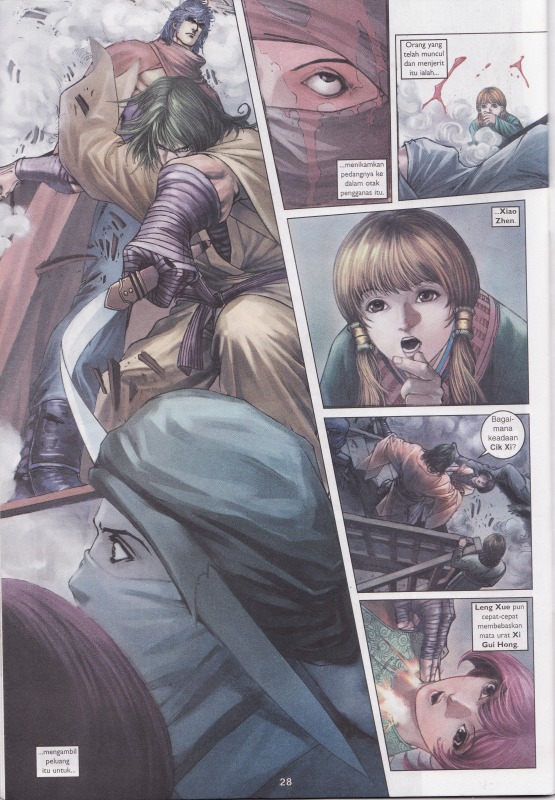 ...mengambil
peluang
itu untuk...
...menikamkan
pedangnya ke
dalam otak
pengganas itu.
Orang yang
telah muncul
dan menjerit
itu ialah...
...Xiao
Zhen.
Bagai-
mana
keadaan
Cik Xi?
Leng Xue pun
cepat-cepat
membebaskan
mata urat Xi
Gui Hong.
28